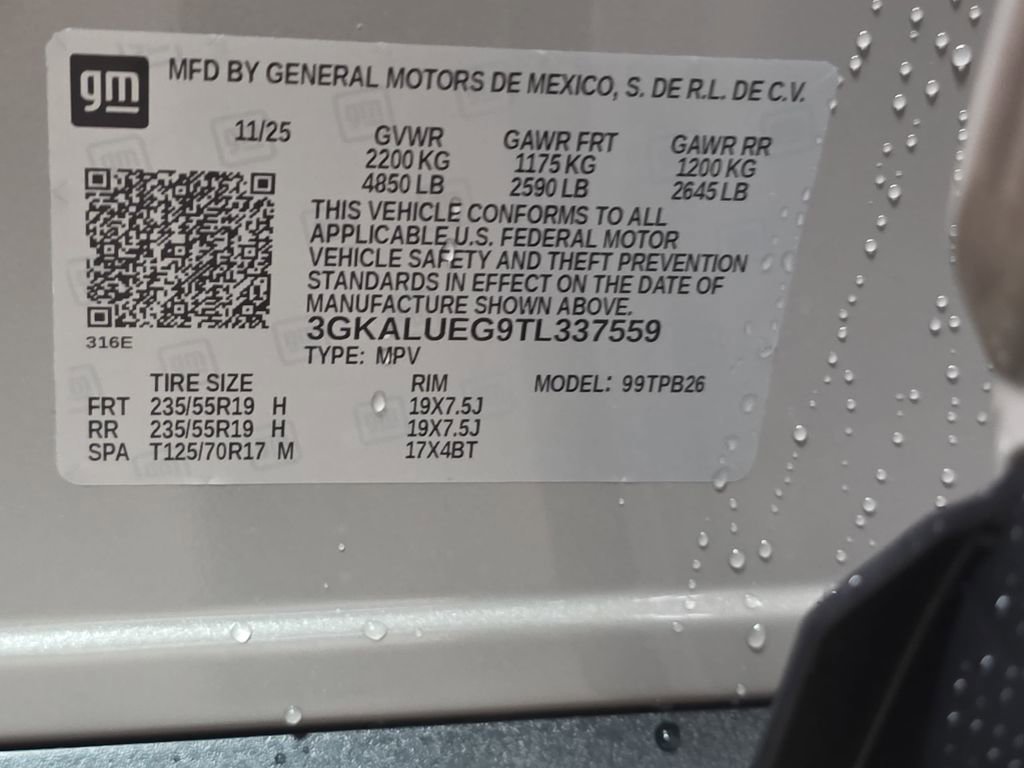 gm
MFD BY GENERAL MOTORS DE MEXICO, S. DE R.L. DE C.V.
11/25 GVWR GAWR FRT GAWR RR
2200 KG 1175 KG 1200 KG
4850 LB 2590 LB 2645 LB
THIS VEHICLE CONFORMS TO ALL
APPLICABLE U.S. FEDERAL MOTOR
VEHICLE SAFETY AND THEFT PREVENTION
STANDARDS IN EFFECT ON THE DATE OF
MANUFACTURE SHOWN ABOVE.
3GKALUEG9TL337559
316E
TYPE: MPV
TIRE SIZE RIM MODEL: 99TPB26
FRT 235/55R19 H 19X7.5J
RR 235/55R19 H 19X7.5J
SPA T125/70R17 M 17X4BT